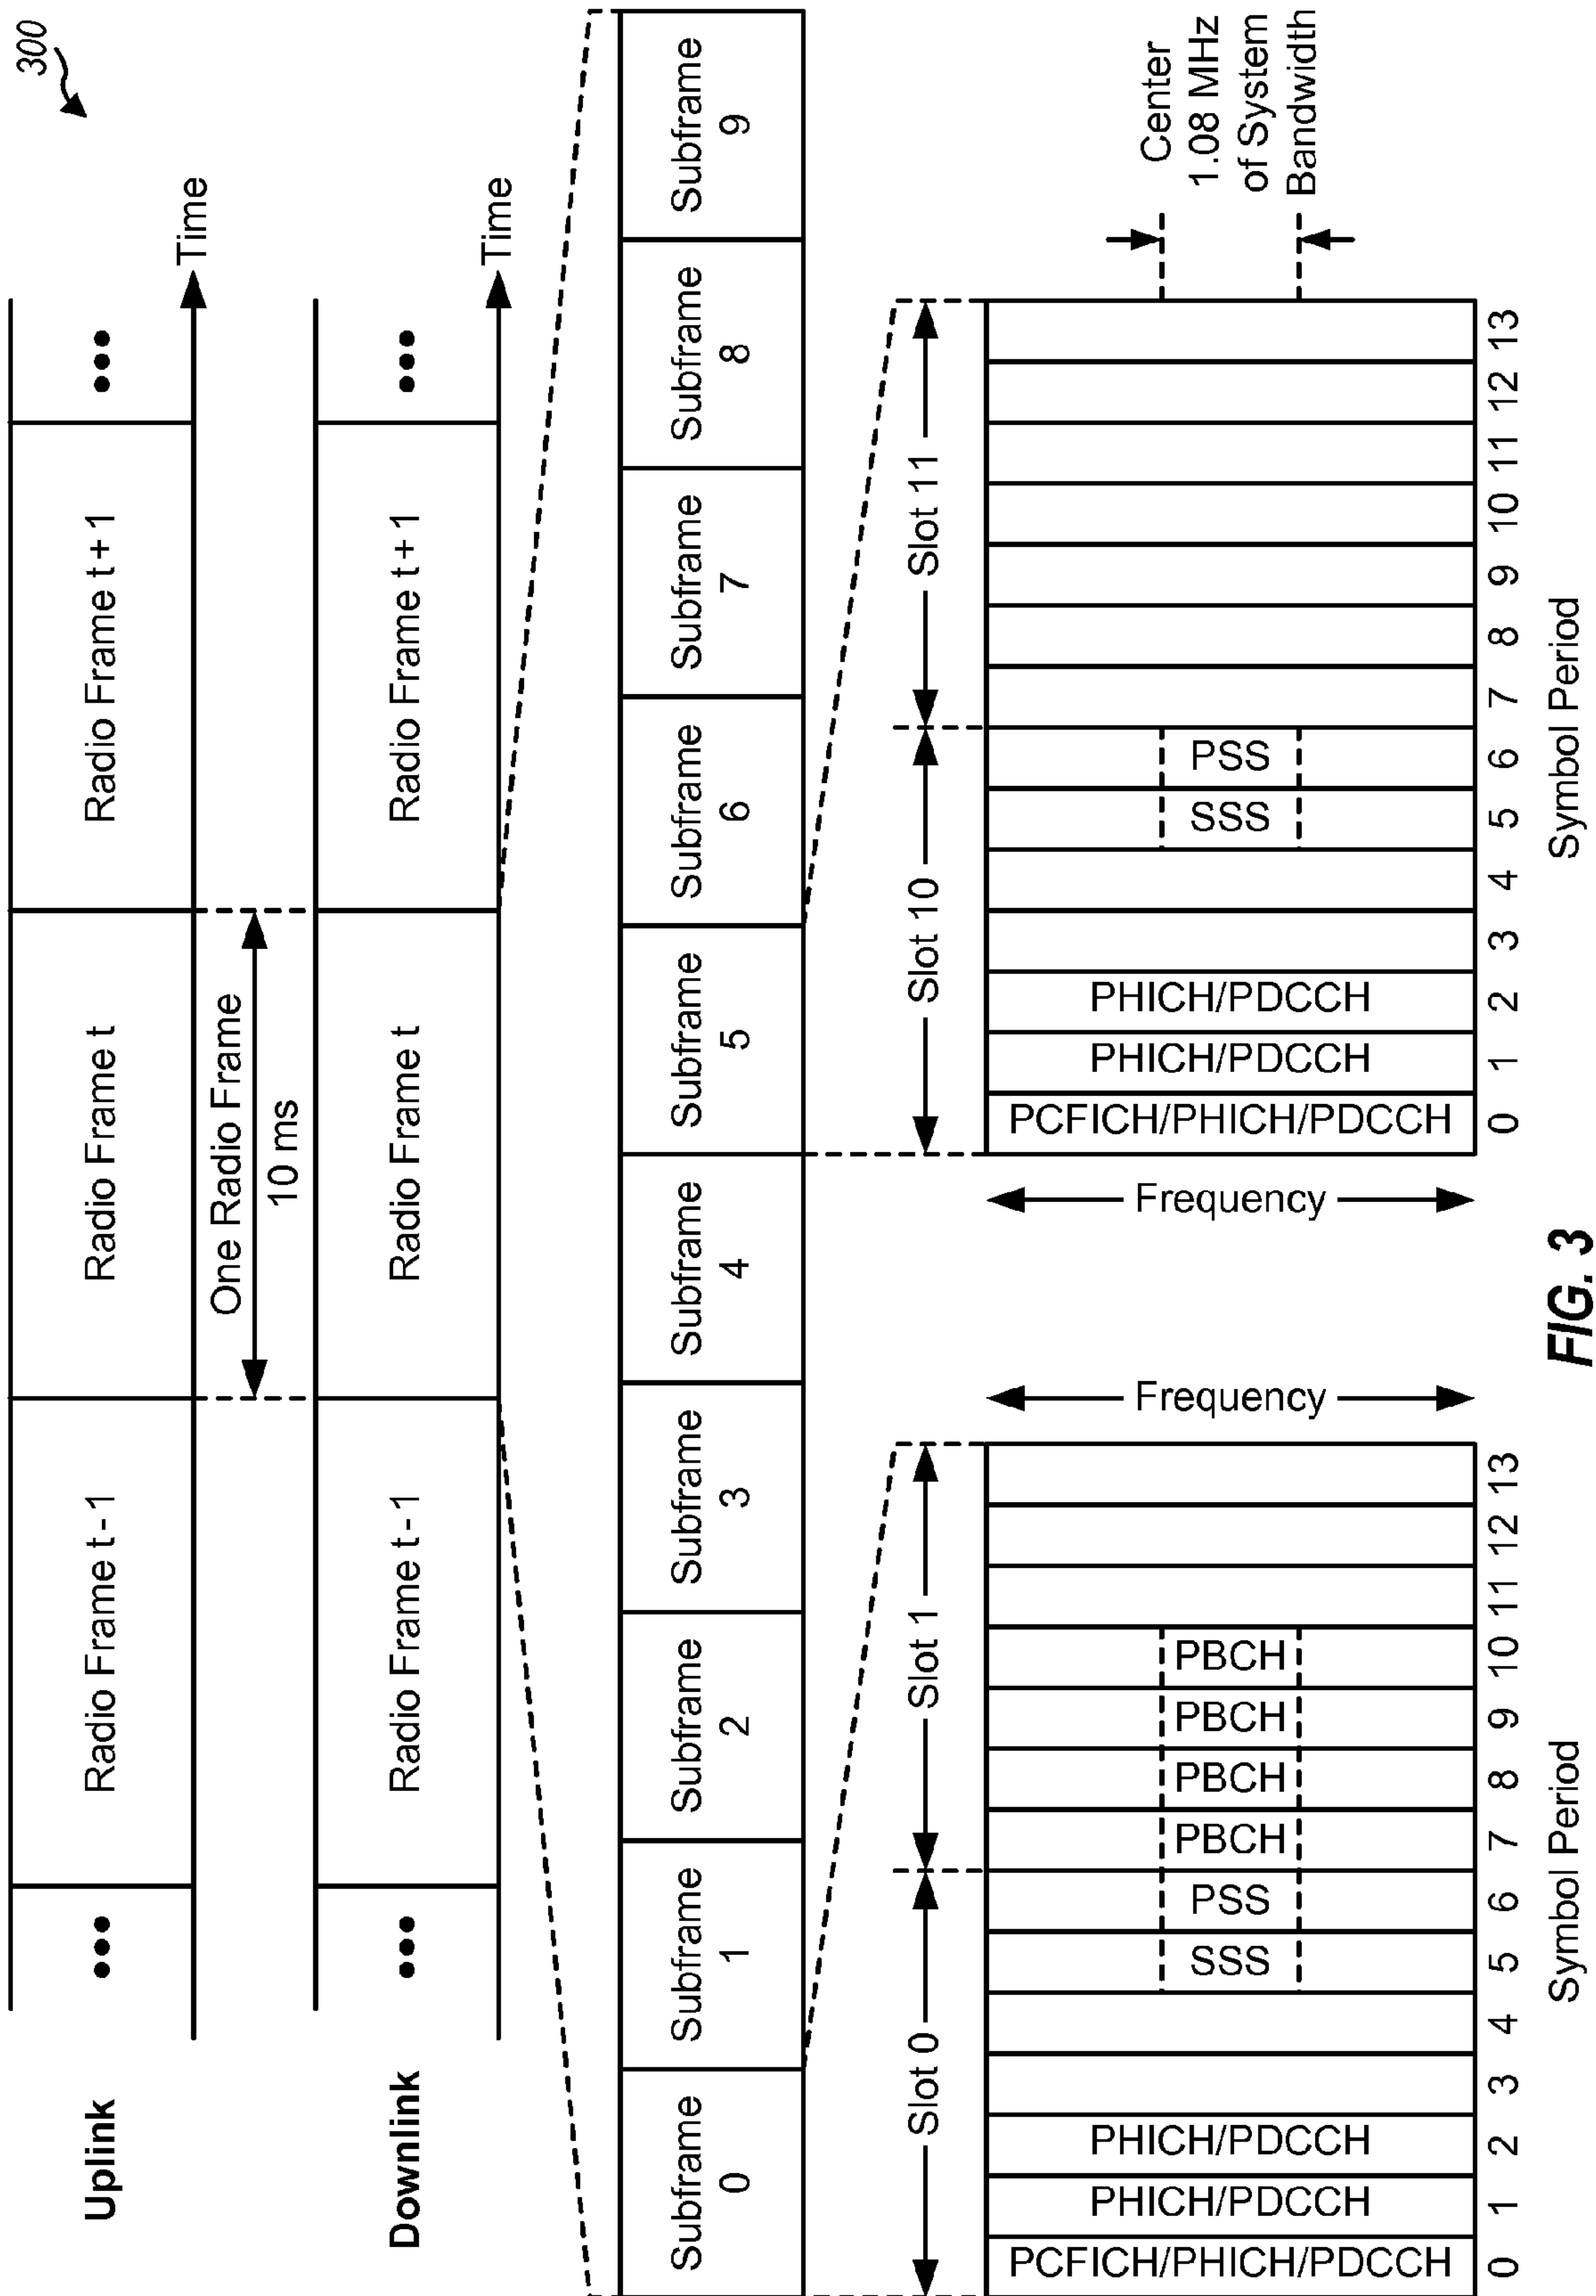 300
Uplink
•••
Radio Frame t - 1
Radio Frame t
Radio Frame t + 1
•••
Time
One Radio Frame
10 ms
Downlink
•••
Radio Frame t - 1
Radio Frame t
Radio Frame t + 1
•••
Time
Subframe
0
Subframe
1
Subframe
2
Subframe
3
Subframe
4
Subframe
5
Subframe
6
Subframe
7
Subframe
8
Subframe
9
Slot 0
Slot 1
PCFICH/PHICH/PDCCH
PHICH/PDCCH
PHICH/PDCCH
SSS
PSS
PBCH
PBCH
PBCH
PBCH
Frequency
0 1 2 3 4 5 6 7 8 9 10 11 12 13
Symbol Period
Slot 10
Slot 11
Frequency
PCFICH/PHICH/PDCCH
PHICH/PDCCH
PHICH/PDCCH
SSS
PSS
Center
1.08 MHz
of System
Bandwidth
0 1 2 3 4 5 6 7 8 9 10 11 12 13
Symbol Period
FIG. 3